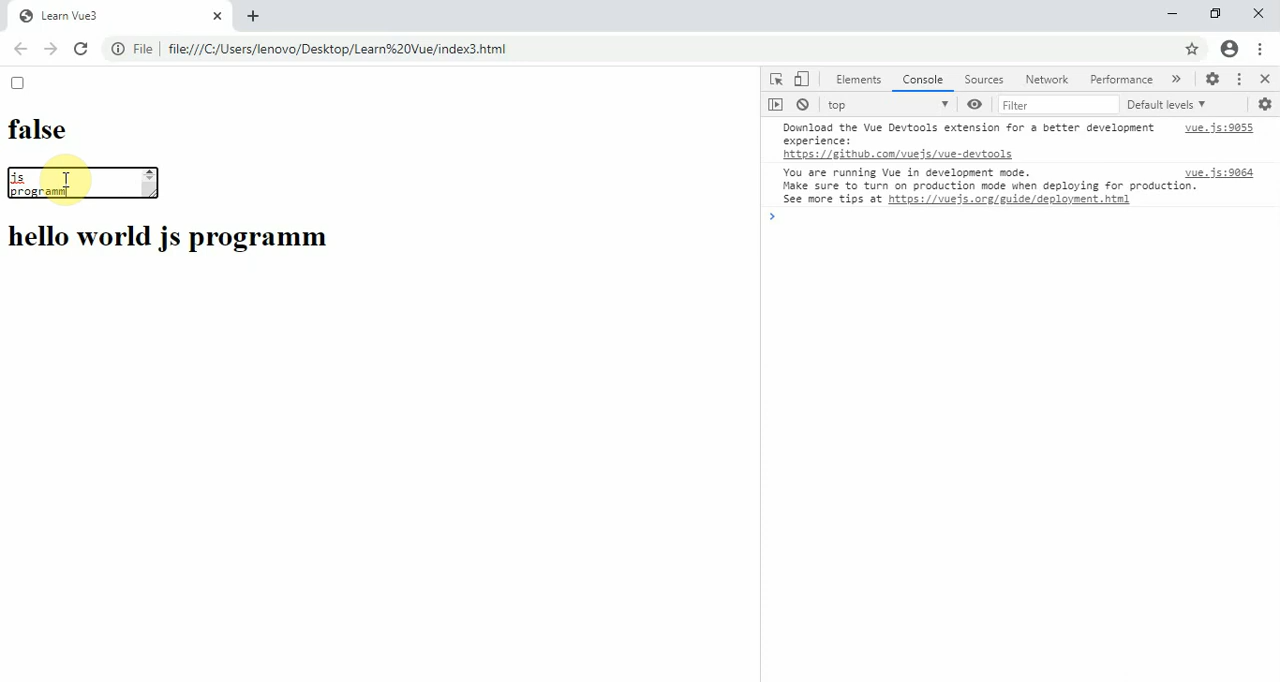 Learn Vue3
File file:///C:/Users/lenovo/Desktop/Learn%20Vue/index3.html
false
js
programm
hello world js programm
Elements Console Sources Network Performance »
top Filter Default levels
Download the Vue Devtools extension for a better development vue.js:9055
experience:
https://github.com/vuejs/vue-devtools
You are running Vue in development mode. vue.js:9064
Make sure to turn on production mode when deploying for production.
See more tips at https://vuejs.org/guide/deployment.html